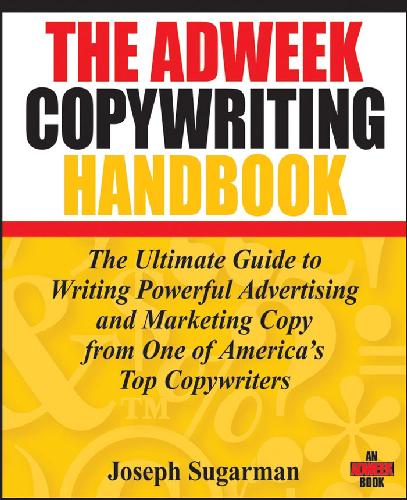 THE ADWEEK
COPYWRITING
HANDBOOK
The Ultimate Guide to
Writing Powerful Advertising
and Marketing Copy
from One of America's
Top Copywriters
TM
%
&
Joseph Sugarman
AN
ADWEEK
BOOK